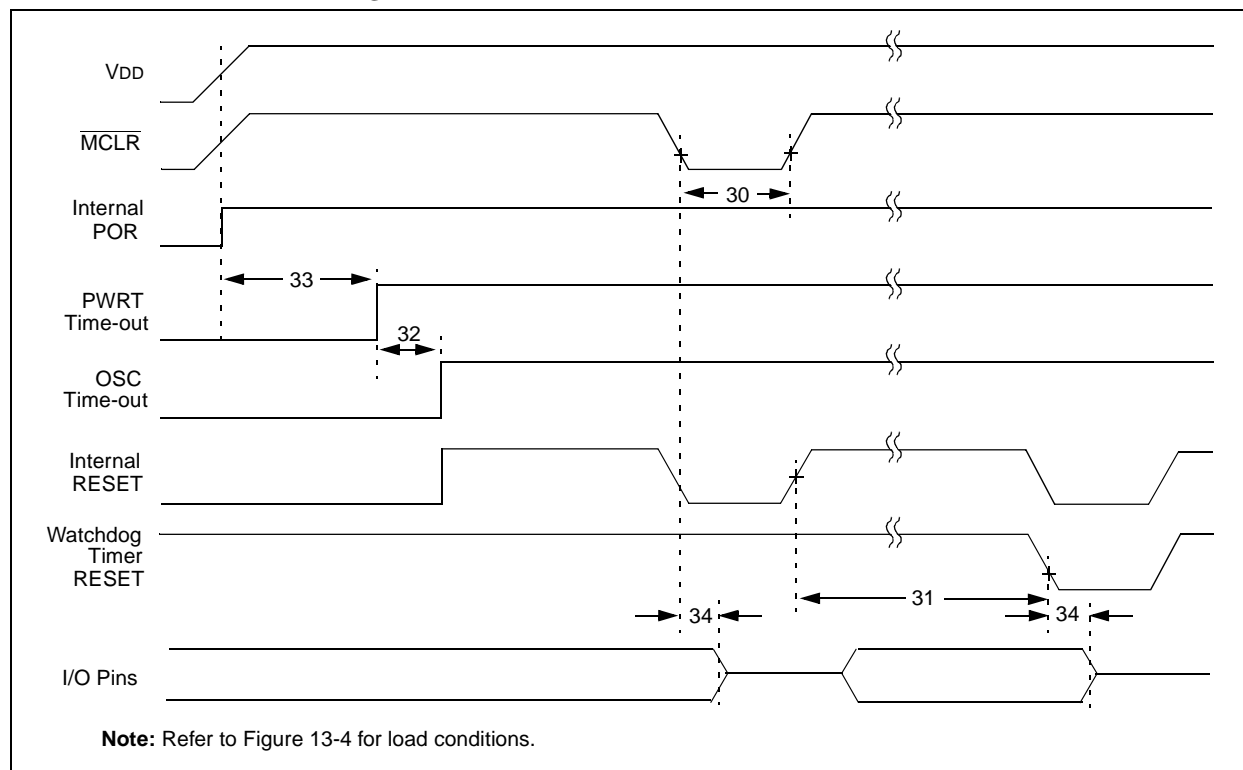 VDD
MCLR
30
Internal
POR
33
PWRT
Time-out
32
OSC
Time-out
Internal
RESET
Watchdog
Timer
RESET
31
34
34
I/O Pins
Note: Refer to Figure 13-4 for load conditions.